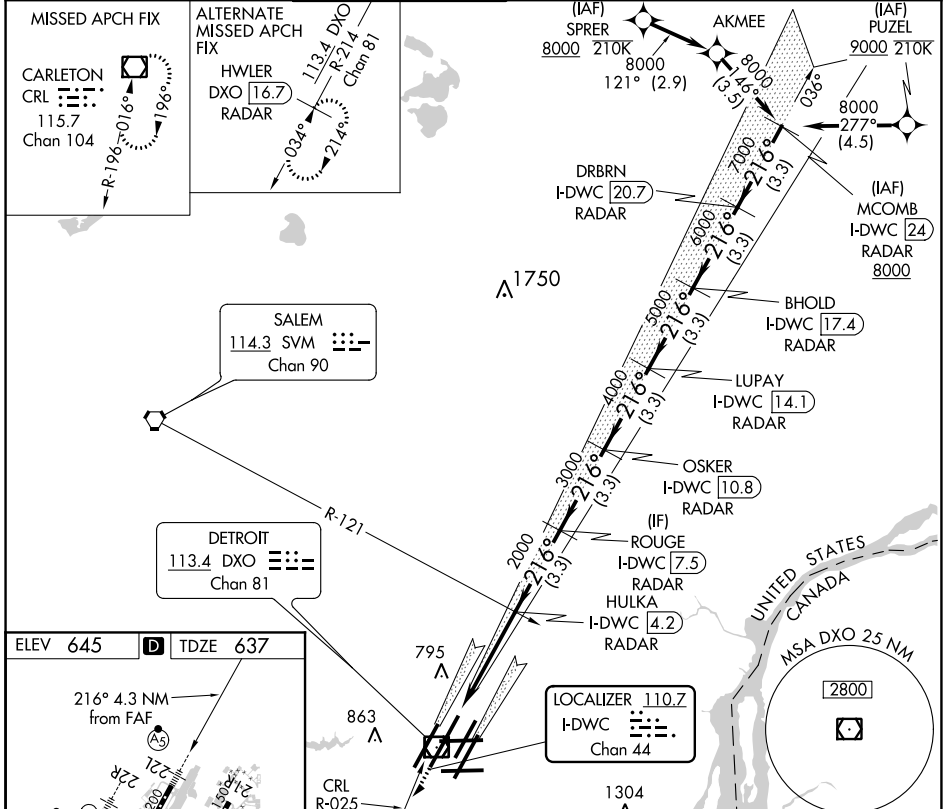 MISSED APCH FIX
CARLETON
CRL
115.7
Chan 104
016°
196°
R-196
ALTERNATE
MISSED APCH
FIX
HWLER
DXO 16.7
RADAR
113.4 DXO
R-214
Chan 81
034°
214°
(IAF)
SPRER
8000 210K
8000
121° (2.9)
AKMEE
8000
146°
(3.5)
(IAF)
PUZEL
9000 210K
036°
8000
277°
(4.5)
(IAF)
MCOMB
I-DWC 24
RADAR
8000
7000
216°
(3.3)
DRBRN
I-DWC 20.7
RADAR
6000
216°
(3.3)
BHOLD
I-DWC 17.4
RADAR
5000
216°
(3.3)
LUPAY
I-DWC 14.1
RADAR
4000
216°
(3.3)
OSKER
I-DWC 10.8
RADAR
3000
216°
(3.3)
(IF)
ROUGE
I-DWC 7.5
RADAR
2000
216°
(3.3)
HULKA
I-DWC 4.2
RADAR
1750
SALEM
114.3 SVM
Chan 90
R-121
DETROIT
113.4 DXO
Chan 81
UNITED STATES
CANADA
MSA DXO 25 NM
2800
795
863
LOCALIZER 110.7
I-DWC
Chan 44
CRL
R-025
1304
ELEV 645 D TDZE 637
216° 4.3 NM
from FAF
A5
22R
22L
21R
200
150